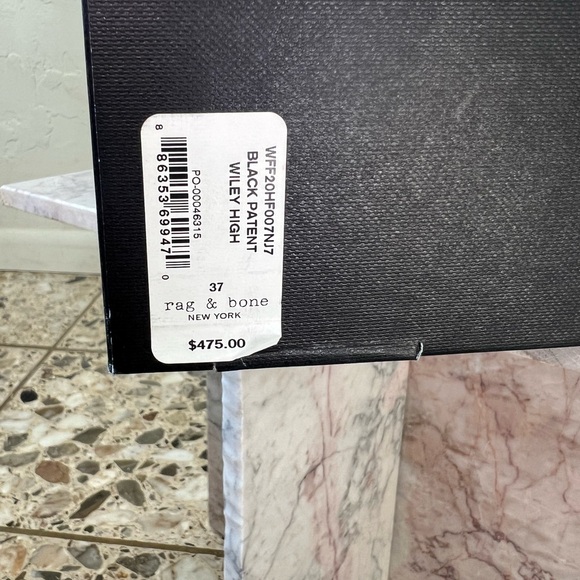 WFF20HF007NJ7
BLACK PATENT
WILEY HIGH
PO-00046315
8 86353 69947 0
37
rag & bone
NEW YORK
$475.00